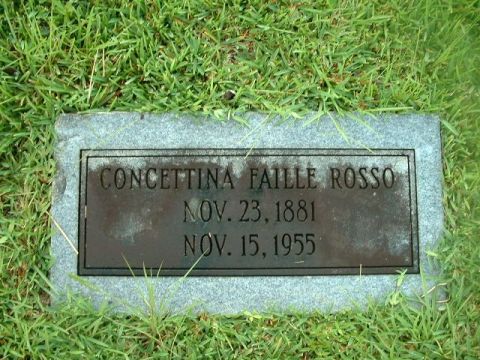 CONCETTINA FAILLE ROSSO
NOV. 23, 1881
NOV. 15, 1955